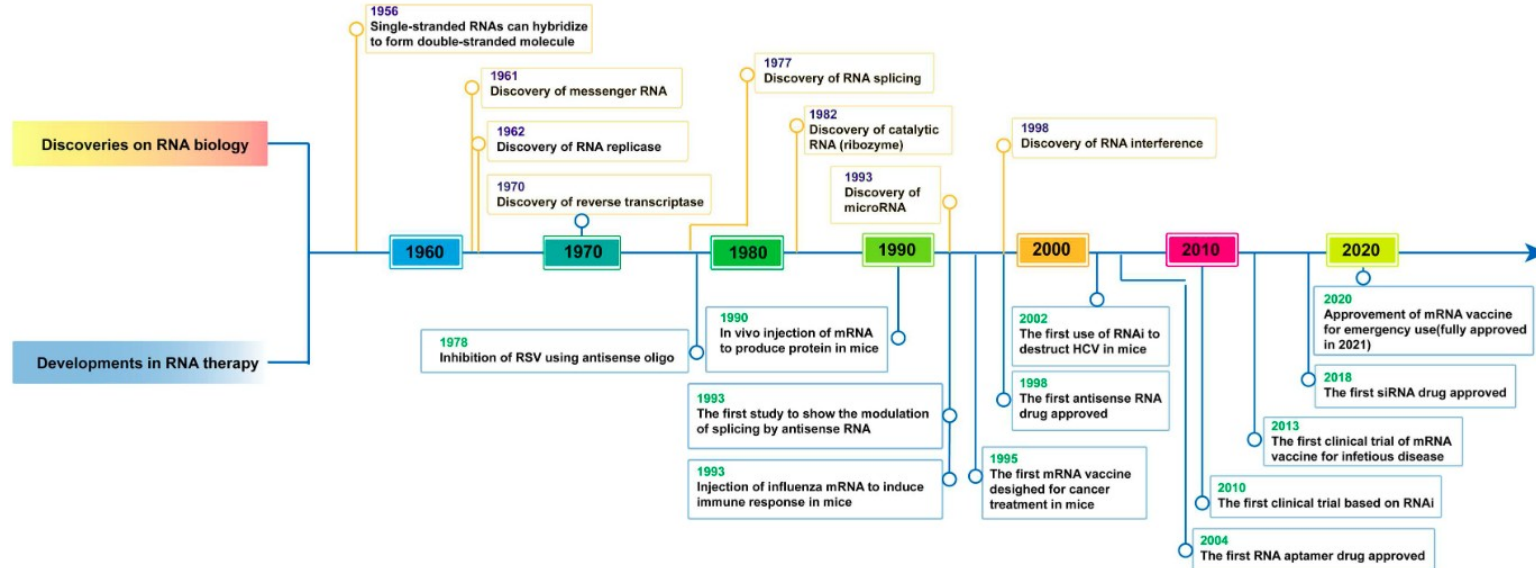 1956
Single-stranded RNAs can hybridize
to form double-stranded molecule
1961
Discovery of messenger RNA
1962
Discovery of RNA replicase
1970
Discovery of reverse transcriptase
1977
Discovery of RNA splicing
1982
Discovery of catalytic
RNA (ribozyme)
1993
Discovery of
microRNA
1998
Discovery of RNA interference
Discoveries on RNA biology
1960
1970
1980
1990
2000
2010
2020
Developments in RNA therapy
1978
Inhibition of RSV using antisense oligo
1990
In vivo injection of mRNA
to produce protein in mice
1993
The first study to show the modulation
of splicing by antisense RNA
1993
Injection of influenza mRNA to induce
immune response in mice
2002
The first use of RNAi to
destruct HCV in mice
1998
The first antisense RNA
drug approved
1995
The first mRNA vaccine
desighed for cancer
treatment in mice
2020
Approvement of mRNA vaccine
for emergency use(fully approved
in 2021)
2018
The first siRNA drug approved
2013
The first clinical trial of mRNA
vaccine for infetious disease
2010
The first clinical trial based on RNAi
2004
The first RNA aptamer drug approved